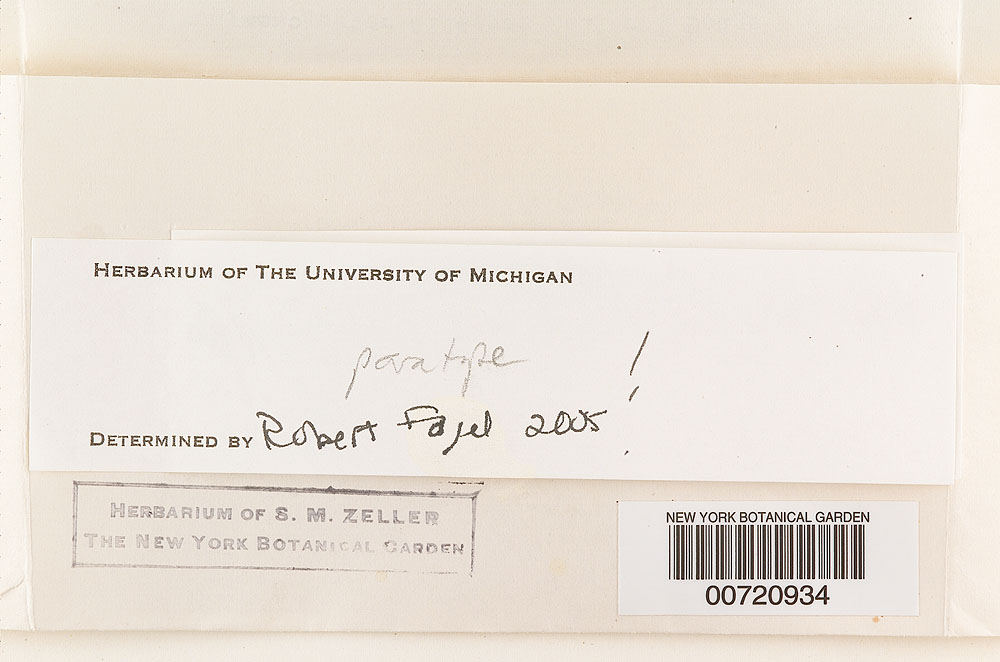 HERBARIUM OF THE UNIVERSITY OF MICHIGAN
paratype !
DETERMINED BY Robert Fogel 2005
HERBARIUM OF S. M. ZELLER
THE NEW YORK BOTANICAL GARDEN
NEW YORK BOTANICAL GARDEN
00720934